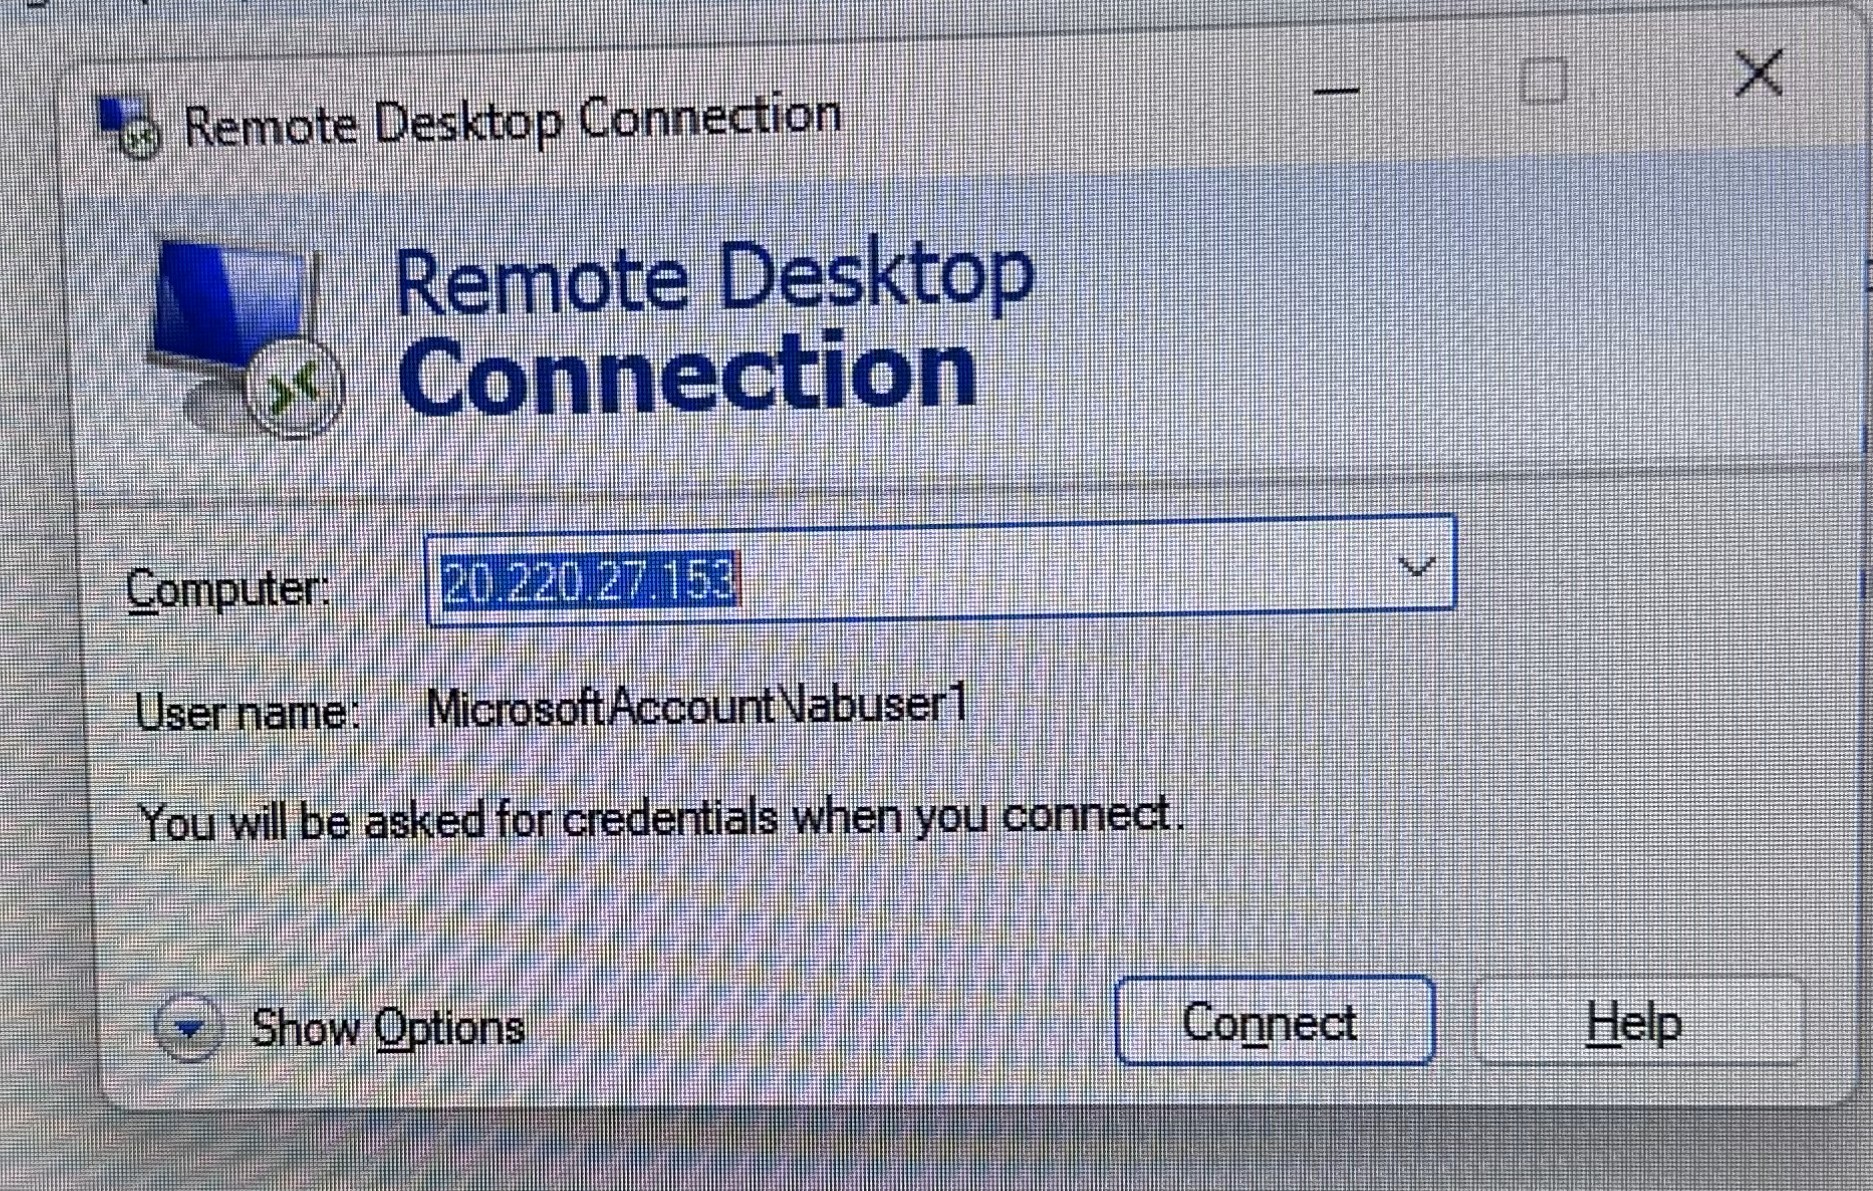 Remote Desktop Connection
Remote Desktop
Connection
Computer: 20.220.27.153
User name: MicrosoftAccount\labuser1
You will be asked for credentials when you connect.
Show Options Connect Help